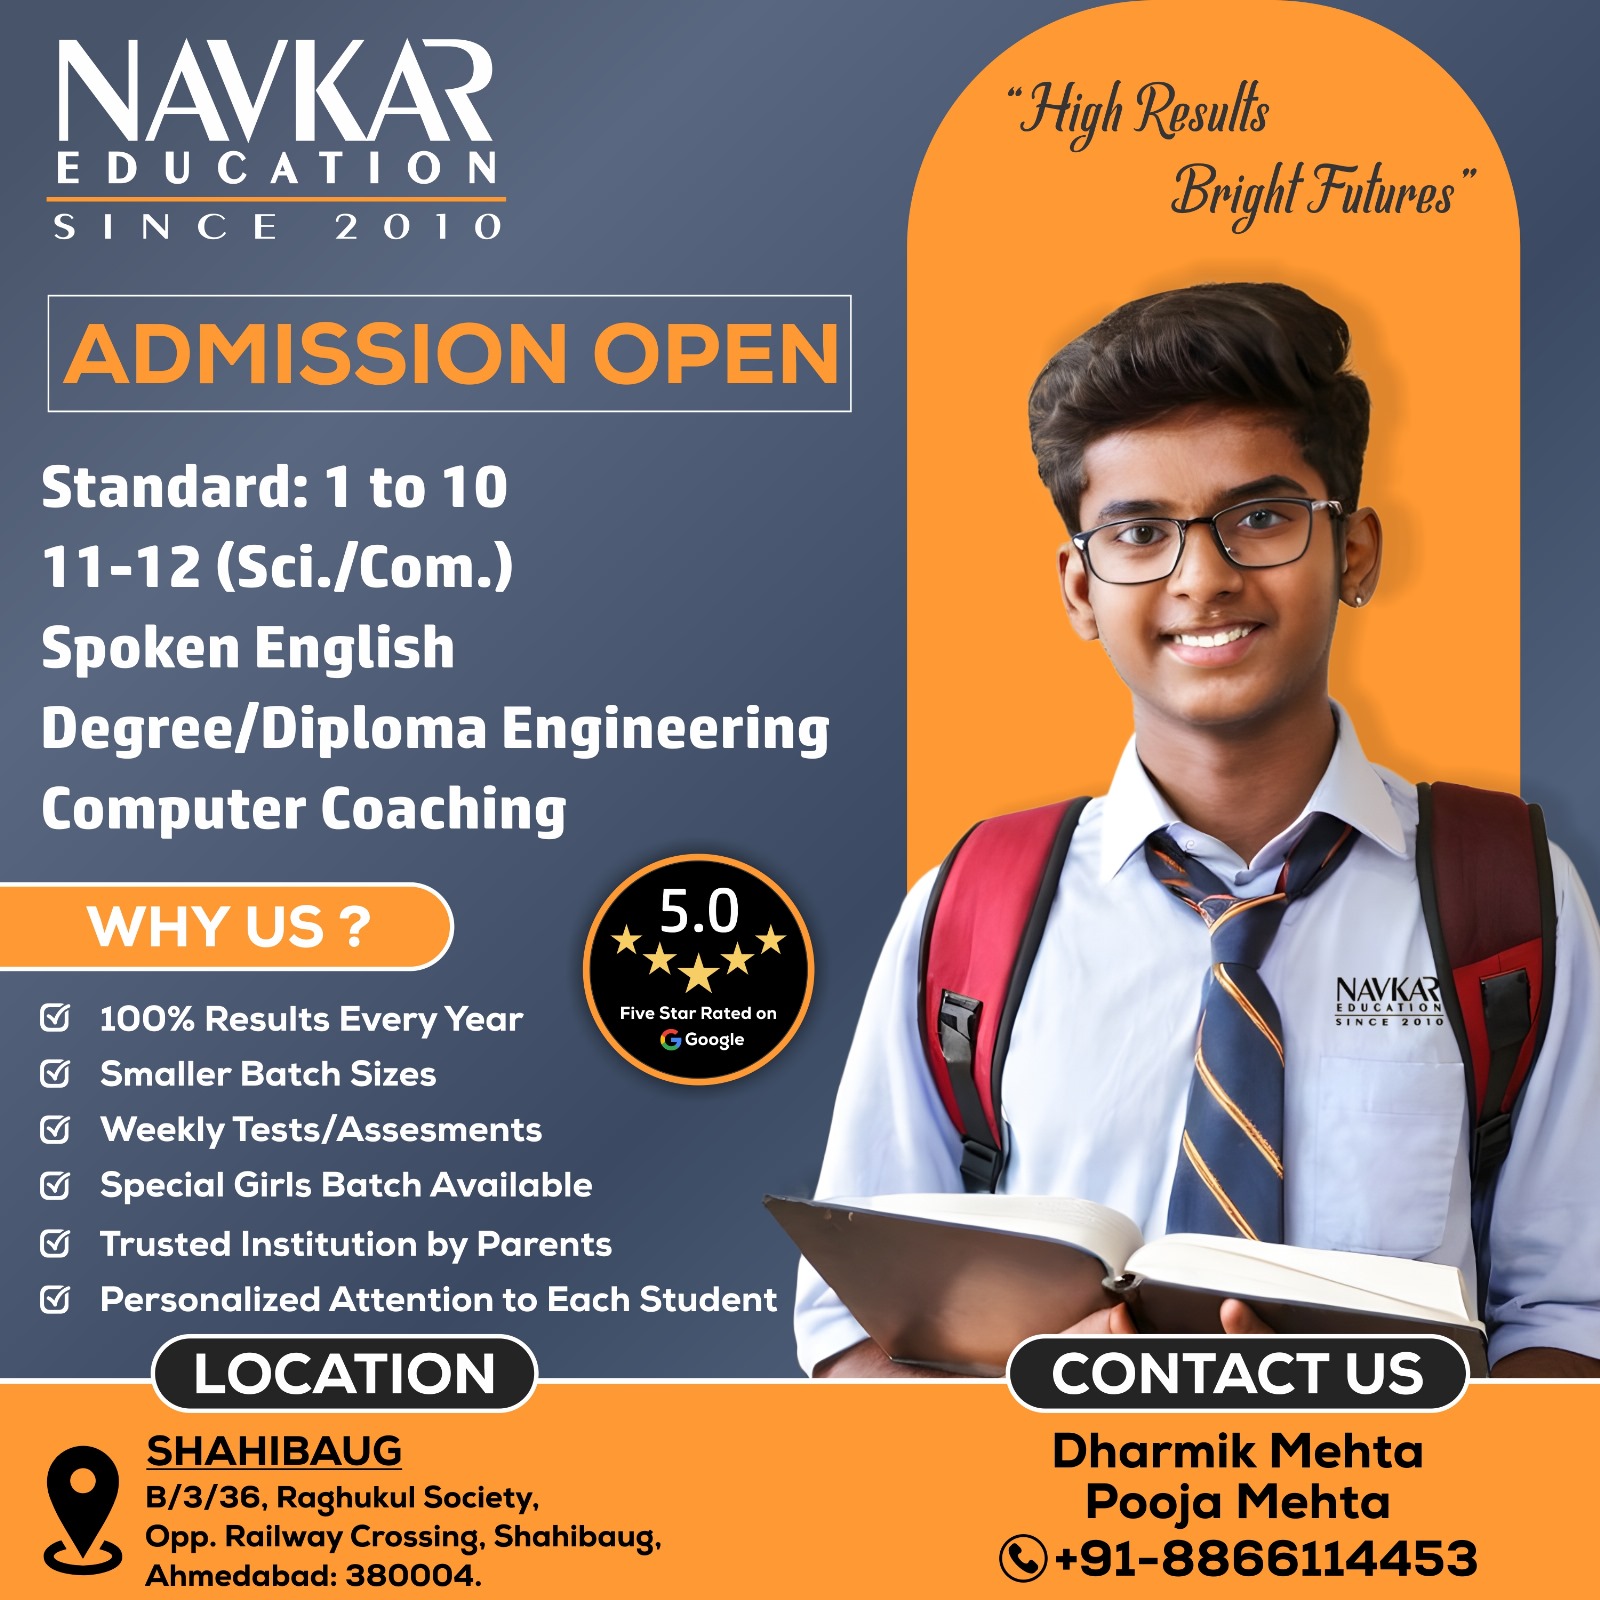 NAVKAR
EDUCATION
SINCE 2010
“High Results
Bright Futures”
ADMISSION OPEN
Standard: 1 to 10
11-12 (Sci./Com.)
Spoken English
Degree/Diploma Engineering
Computer Coaching
WHY US ?
100% Results Every Year
Smaller Batch Sizes
Weekly Tests/Assesments
Special Girls Batch Available
Trusted Institution by Parents
Personalized Attention to Each Student
5.0
Five Star Rated on
Google
NAVKAR
EDUCATION
SINCE 2010
LOCATION
SHAHIBAUG
B/3/36, Raghukul Society,
Opp. Railway Crossing, Shahibaug,
Ahmedabad: 380004.
CONTACT US
Dharmik Mehta
Pooja Mehta
+91-8866114453